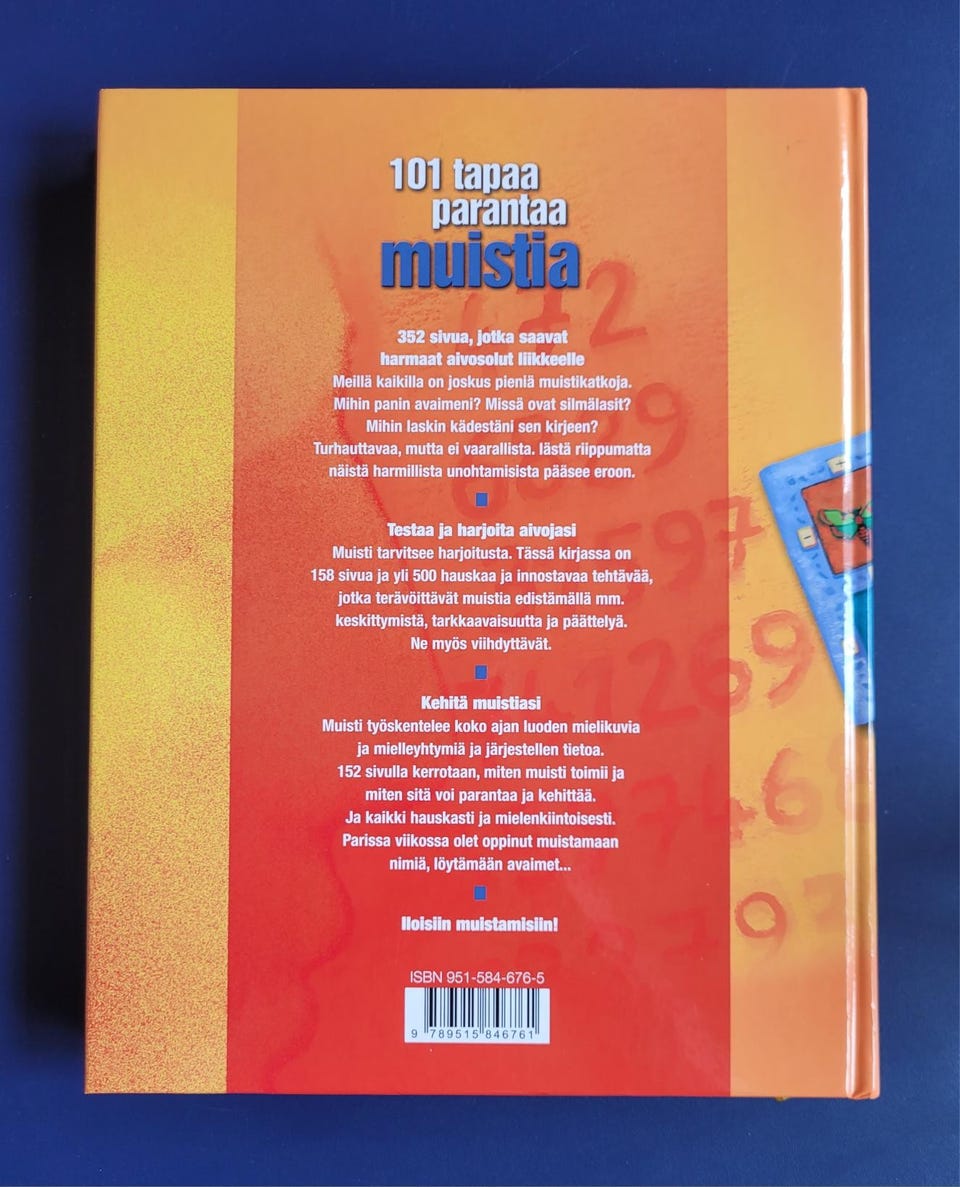 101 tapaa
parantaa
muistia
352 sivua, jotka saavat
harmaat aivosolut liikkeelle
Meillä kaikilla on joskus pieniä muistikatkoja.
Mihin panin avaimeni? Missä ovat silmälasit?
Mihin laskin kädestäni sen kirjeen?
Turhauttavaa, mutta ei vaarallista. Iästä riippumatta
näistä harmillista unohtamisista pääsee eroon.
Testaa ja harjoita aivojasi
Muisti tarvitsee harjoitusta. Tässä kirjassa on
158 sivua ja yli 500 hauskaa ja innostavaa tehtävää,
jotka terävöittävät muistia edistämällä mm.
keskittymistä, tarkkaavaisuutta ja päättelyä.
Ne myös viihdyttävät.
Kehitä muistiasi
Muisti työskentelee koko ajan luoden mielikuvia
ja mielleyhtymiä ja järjestellen tietoa.
152 sivulla kerrotaan, miten muisti toimii ja
miten sitä voi parantaa ja kehittää.
Ja kaikki hauskasti ja mielenkiintoisesti.
Parissa viikossa olet oppinut muistamaan
nimiä, löytämään avaimet...
Iloisiin muistamisiin!
ISBN 951-584-676-5
9 789515 846761